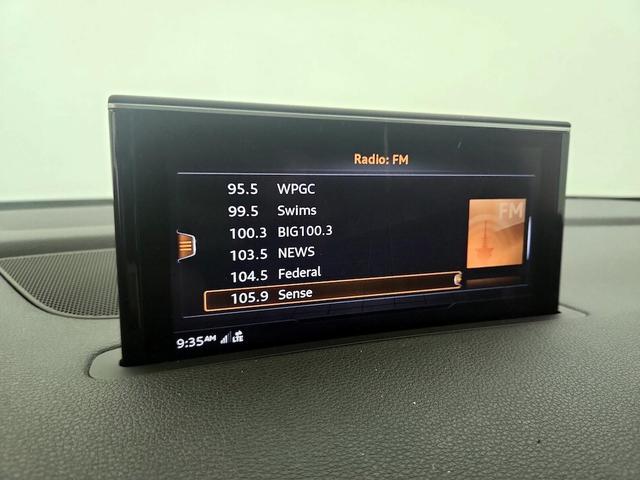 Radio: FM
95.5 WPGC
99.5 Swims
100.3 BIG100.3
103.5 NEWS
104.5 Federal
105.9 Sense
FM
9:35AM LTE